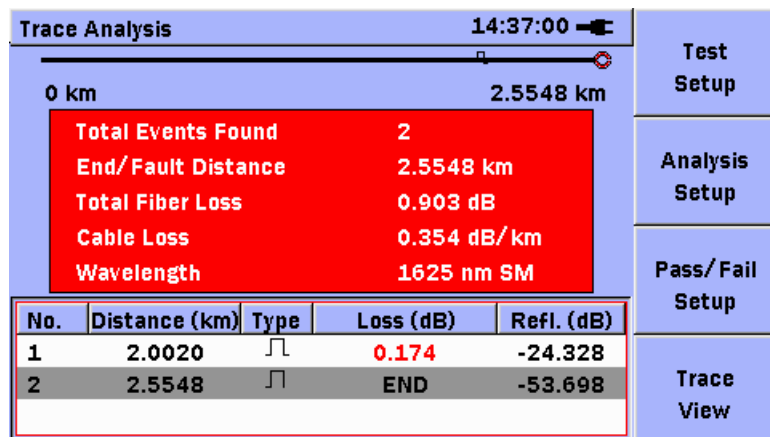 Trace Analysis 14:37:00
0 km 2.5548 km
Total Events Found 2
End/Fault Distance 2.5548 km
Total Fiber Loss 0.903 dB
Cable Loss 0.354 dB/km
Wavelength 1625 nm SM
No. Distance (km) Type Loss (dB) Refl. (dB)
1 2.0020 0.174 -24.328
2 2.5548 END -53.698
Test
Setup
Analysis
Setup
Pass/Fail
Setup
Trace
View